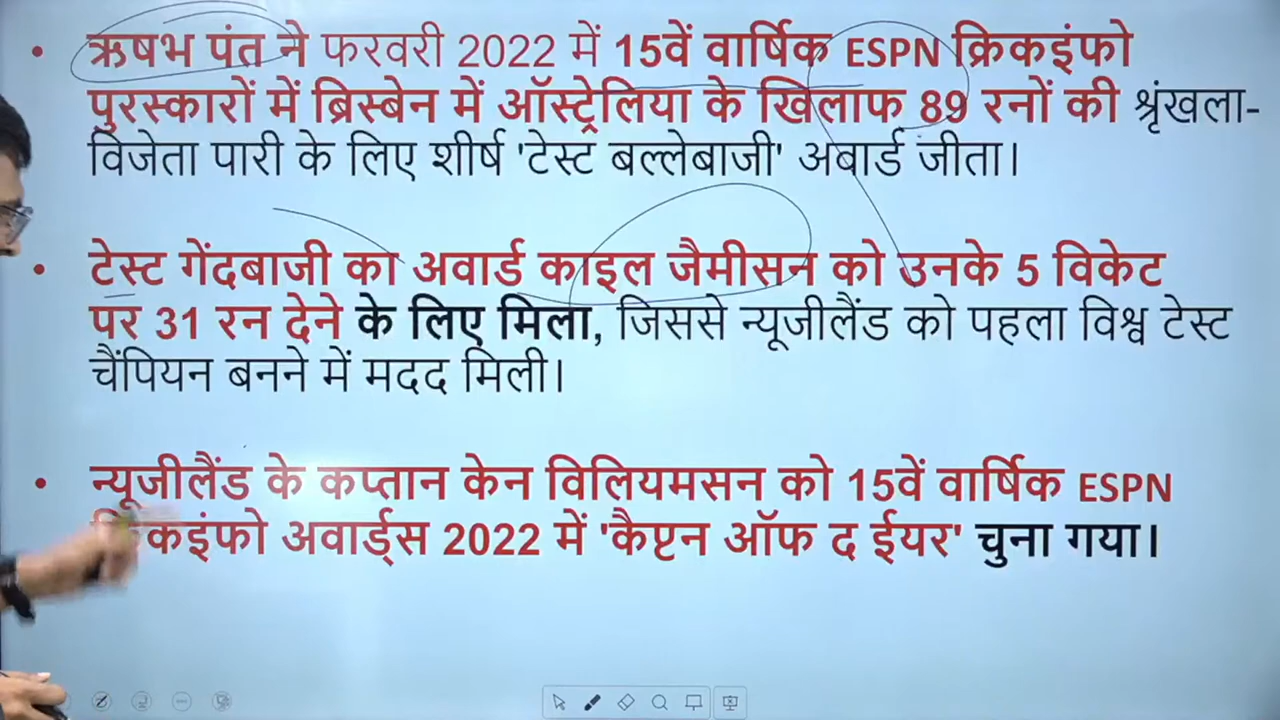 ऋषभ पंत ने फरवरी 2022 में 15वें वार्षिक ESPN क्रिकइंफो
पुरस्कारों में ब्रिस्बेन में ऑस्ट्रेलिया के खिलाफ 89 रनों की श्रृंखला-
विजेता पारी के लिए शीर्ष 'टेस्ट बल्लेबाजी' अवार्ड जीता।
टेस्ट गेंदबाजी का अवार्ड काइल जैमीसन को उनके 5 विकेट
पर 31 रन देने के लिए मिला, जिससे न्यूजीलैंड को पहला विश्व टेस्ट
चैंपियन बनने में मदद मिली।
न्यूजीलैंड के कप्तान केन विलियमसन को 15वें वार्षिक ESPN
अवार्ड्स 2022 में 'कैप्टन ऑफ द ईयर' चुना गया।